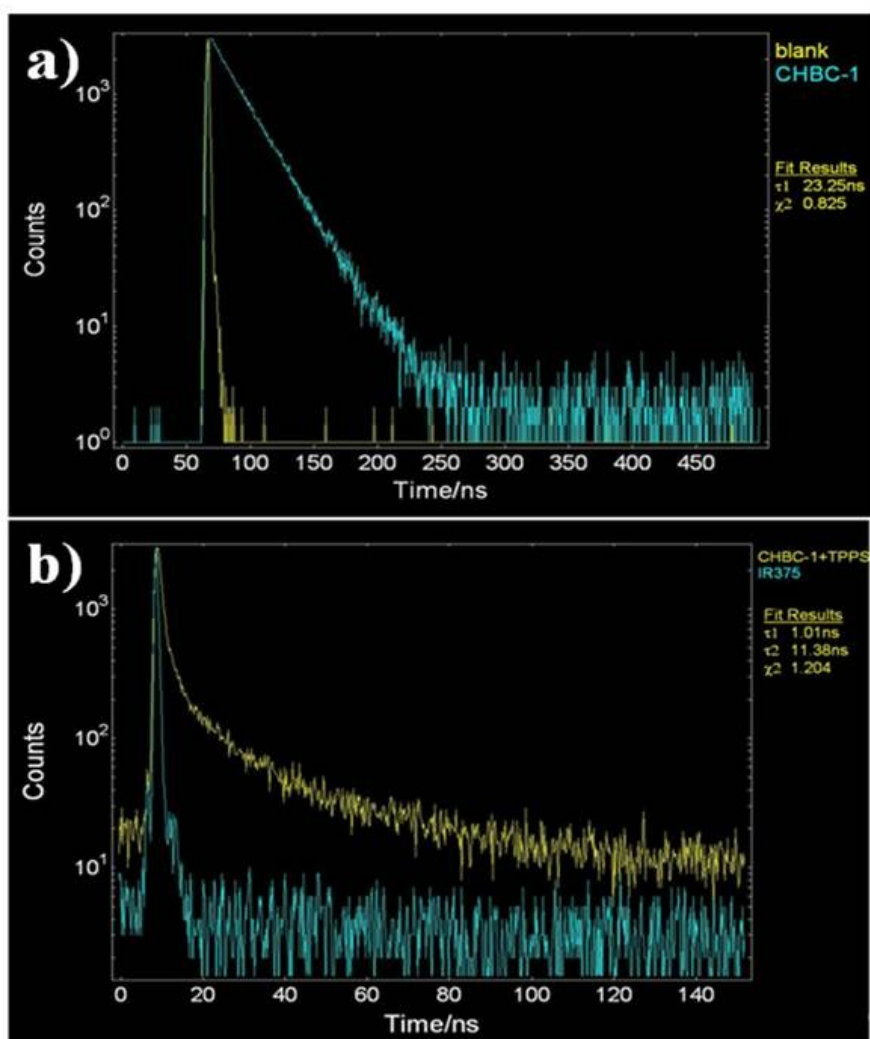 a)
blank
CHBC-1
Fit Results
τ1 23.25ns
χ2 0.825
Counts
10³
10²
10¹
10⁰
0 50 100 150 200 250 300 350 400 450
Time/ns
b)
CHBC-1+TPPS
IR375
Fit Results
τ1 1.01ns
τ2 11.38ns
χ2 1.204
Counts
10³
10²
10¹
0 20 40 60 80 100 120 140
Time/ns